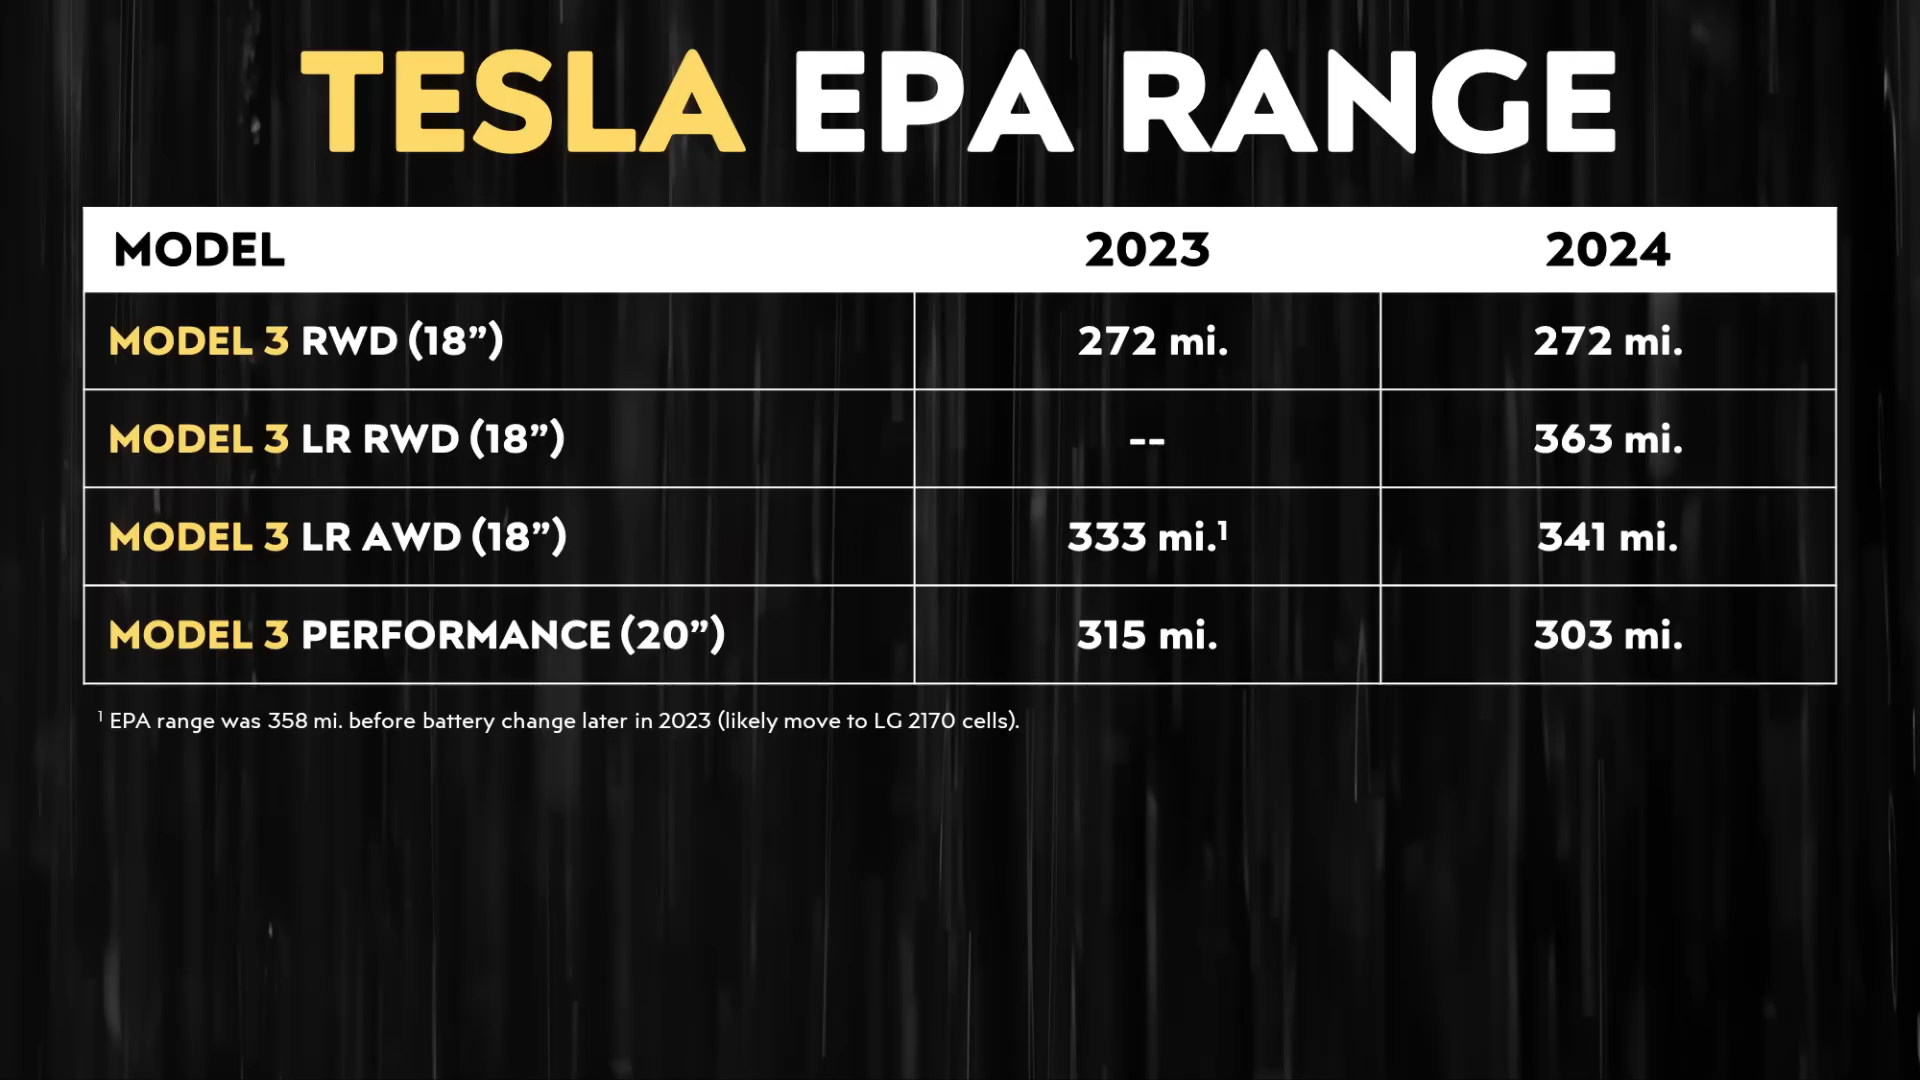 TESLA EPA RANGE
MODEL 2023 2024
MODEL 3 RWD (18”) 272 mi. 272 mi.
MODEL 3 LR RWD (18”) -- 363 mi.
MODEL 3 LR AWD (18”) 333 mi.¹ 341 mi.
MODEL 3 PERFORMANCE (20”) 315 mi. 303 mi.
¹ EPA range was 358 mi. before battery change later in 2023 (likely move to LG 2170 cells).